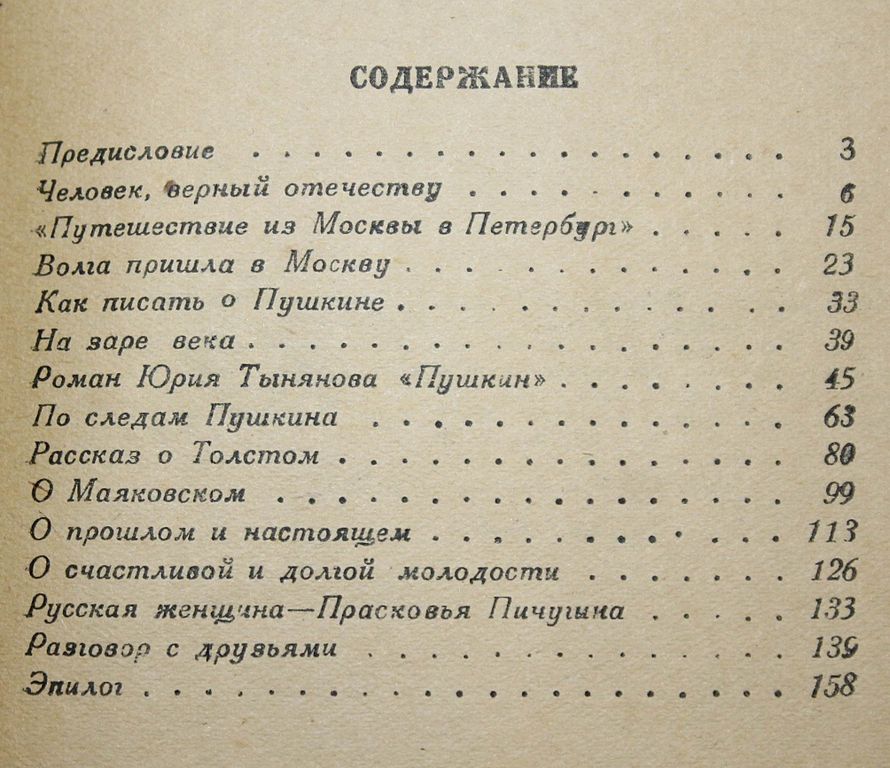 СОДЕРЖАНИЕ
Предисловие . . . . . . . . . . . . . . . . . . 3
Человек, верный отечеству . . . . . . . . . . . 6
«Путешествие из Москвы в Петербург» . . . . . 15
Волга пришла в Москву . . . . . . . . . . . . . 23
Как писать о Пушкине . . . . . . . . . . . . . 33
На заре века . . . . . . . . . . . . . . . . . . 39
Роман Юрия Тынянова «Пушкин» . . . . . . . . 45
По следам Пушкина . . . . . . . . . . . . . . 63
Рассказ о Толстом . . . . . . . . . . . . . . . 80
О Маяковском . . . . . . . . . . . . . . . . . 99
О прошлом и настоящем . . . . . . . . . . . . 113
О счастливой и долгой молодости . . . . . . . 126
Русская женщина—Прасковья Пичугина . . . . . 133
Разговор с друзьями . . . . . . . . . . . . . . 139
Эпилог . . . . . . . . . . . . . . . . . . . . . 158